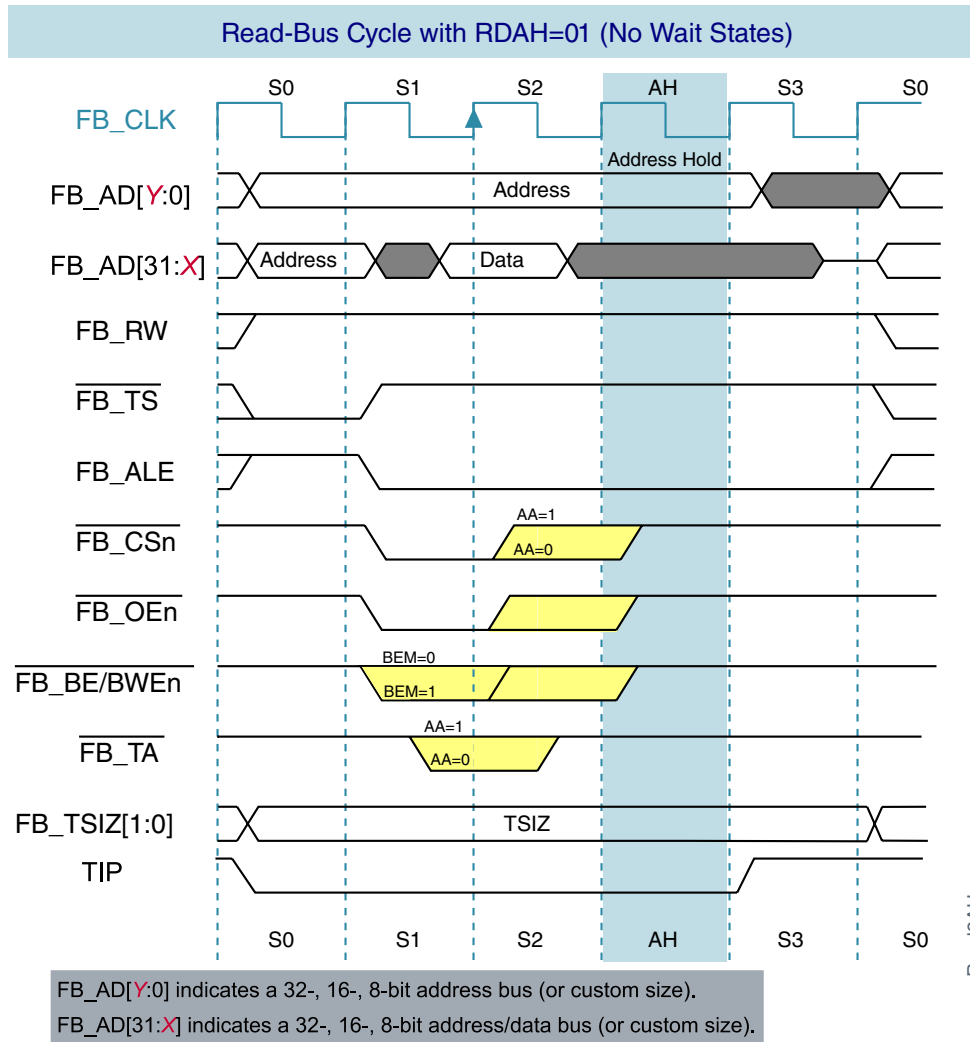 Read-Bus Cycle with RDAH=01 (No Wait States)
S0 S1 S2 AH S3 S0
FB_CLK
Address Hold
FB_AD[Y:0] Address
FB_AD[31:X] Address Data
FB_RW
FB_TS
FB_ALE
AA=1
FB_CSn AA=0
FB_OEn
BEM=0
FB_BE/BWEn BEM=1
AA=1
FB_TA AA=0
FB_TSIZ[1:0] TSIZ
TIP
S0 S1 S2 AH S3 S0
FB_AD[Y:0] indicates a 32-, 16-, 8-bit address bus (or custom size).
FB_AD[31:X] indicates a 32-, 16-, 8-bit address/data bus (or custom size).